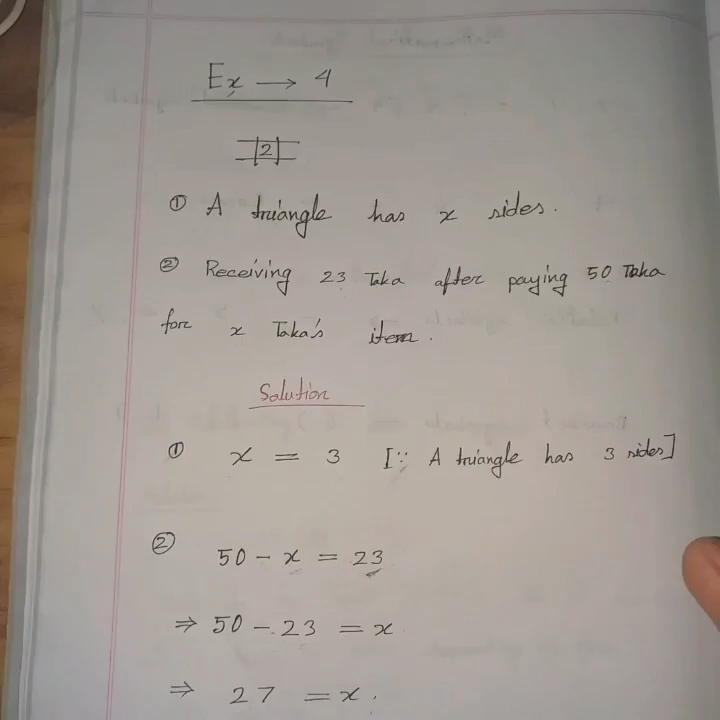 Ex → 4
2
① A triangle has x sides.
② Receiving 23 Taka after paying 50 Taka
for x Taka's item.
Solution
① x = 3 [∵ A triangle has 3 sides]
② 50 - x = 23
⇒ 50 - 23 = x
⇒ 27 = x.